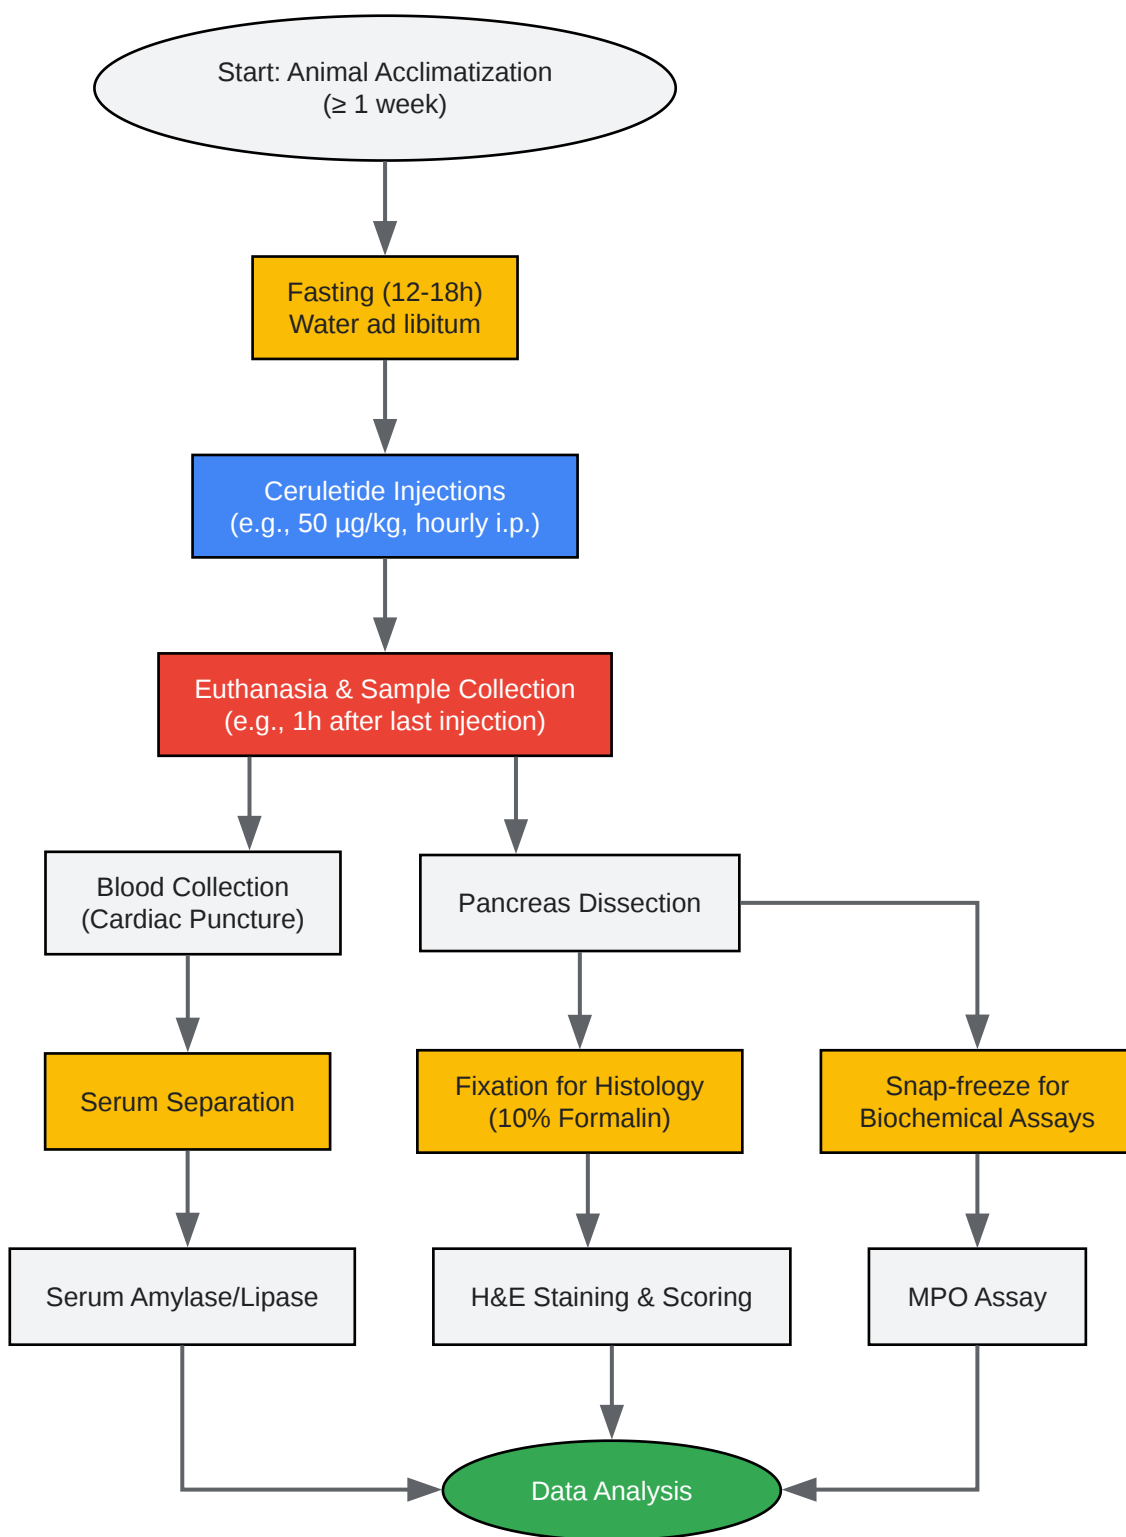 Start: Animal Acclimatization
(≥ 1 week)
Fasting (12-18h)
Water ad libitum
Ceruletide Injections
(e.g., 50 µg/kg, hourly i.p.)
Euthanasia & Sample Collection
(e.g., 1h after last injection)
Blood Collection
(Cardiac Puncture)
Pancreas Dissection
Serum Separation
Fixation for Histology
(10% Formalin)
Snap-freeze for
Biochemical Assays
Serum Amylase/Lipase
H&E Staining & Scoring
MPO Assay
Data Analysis